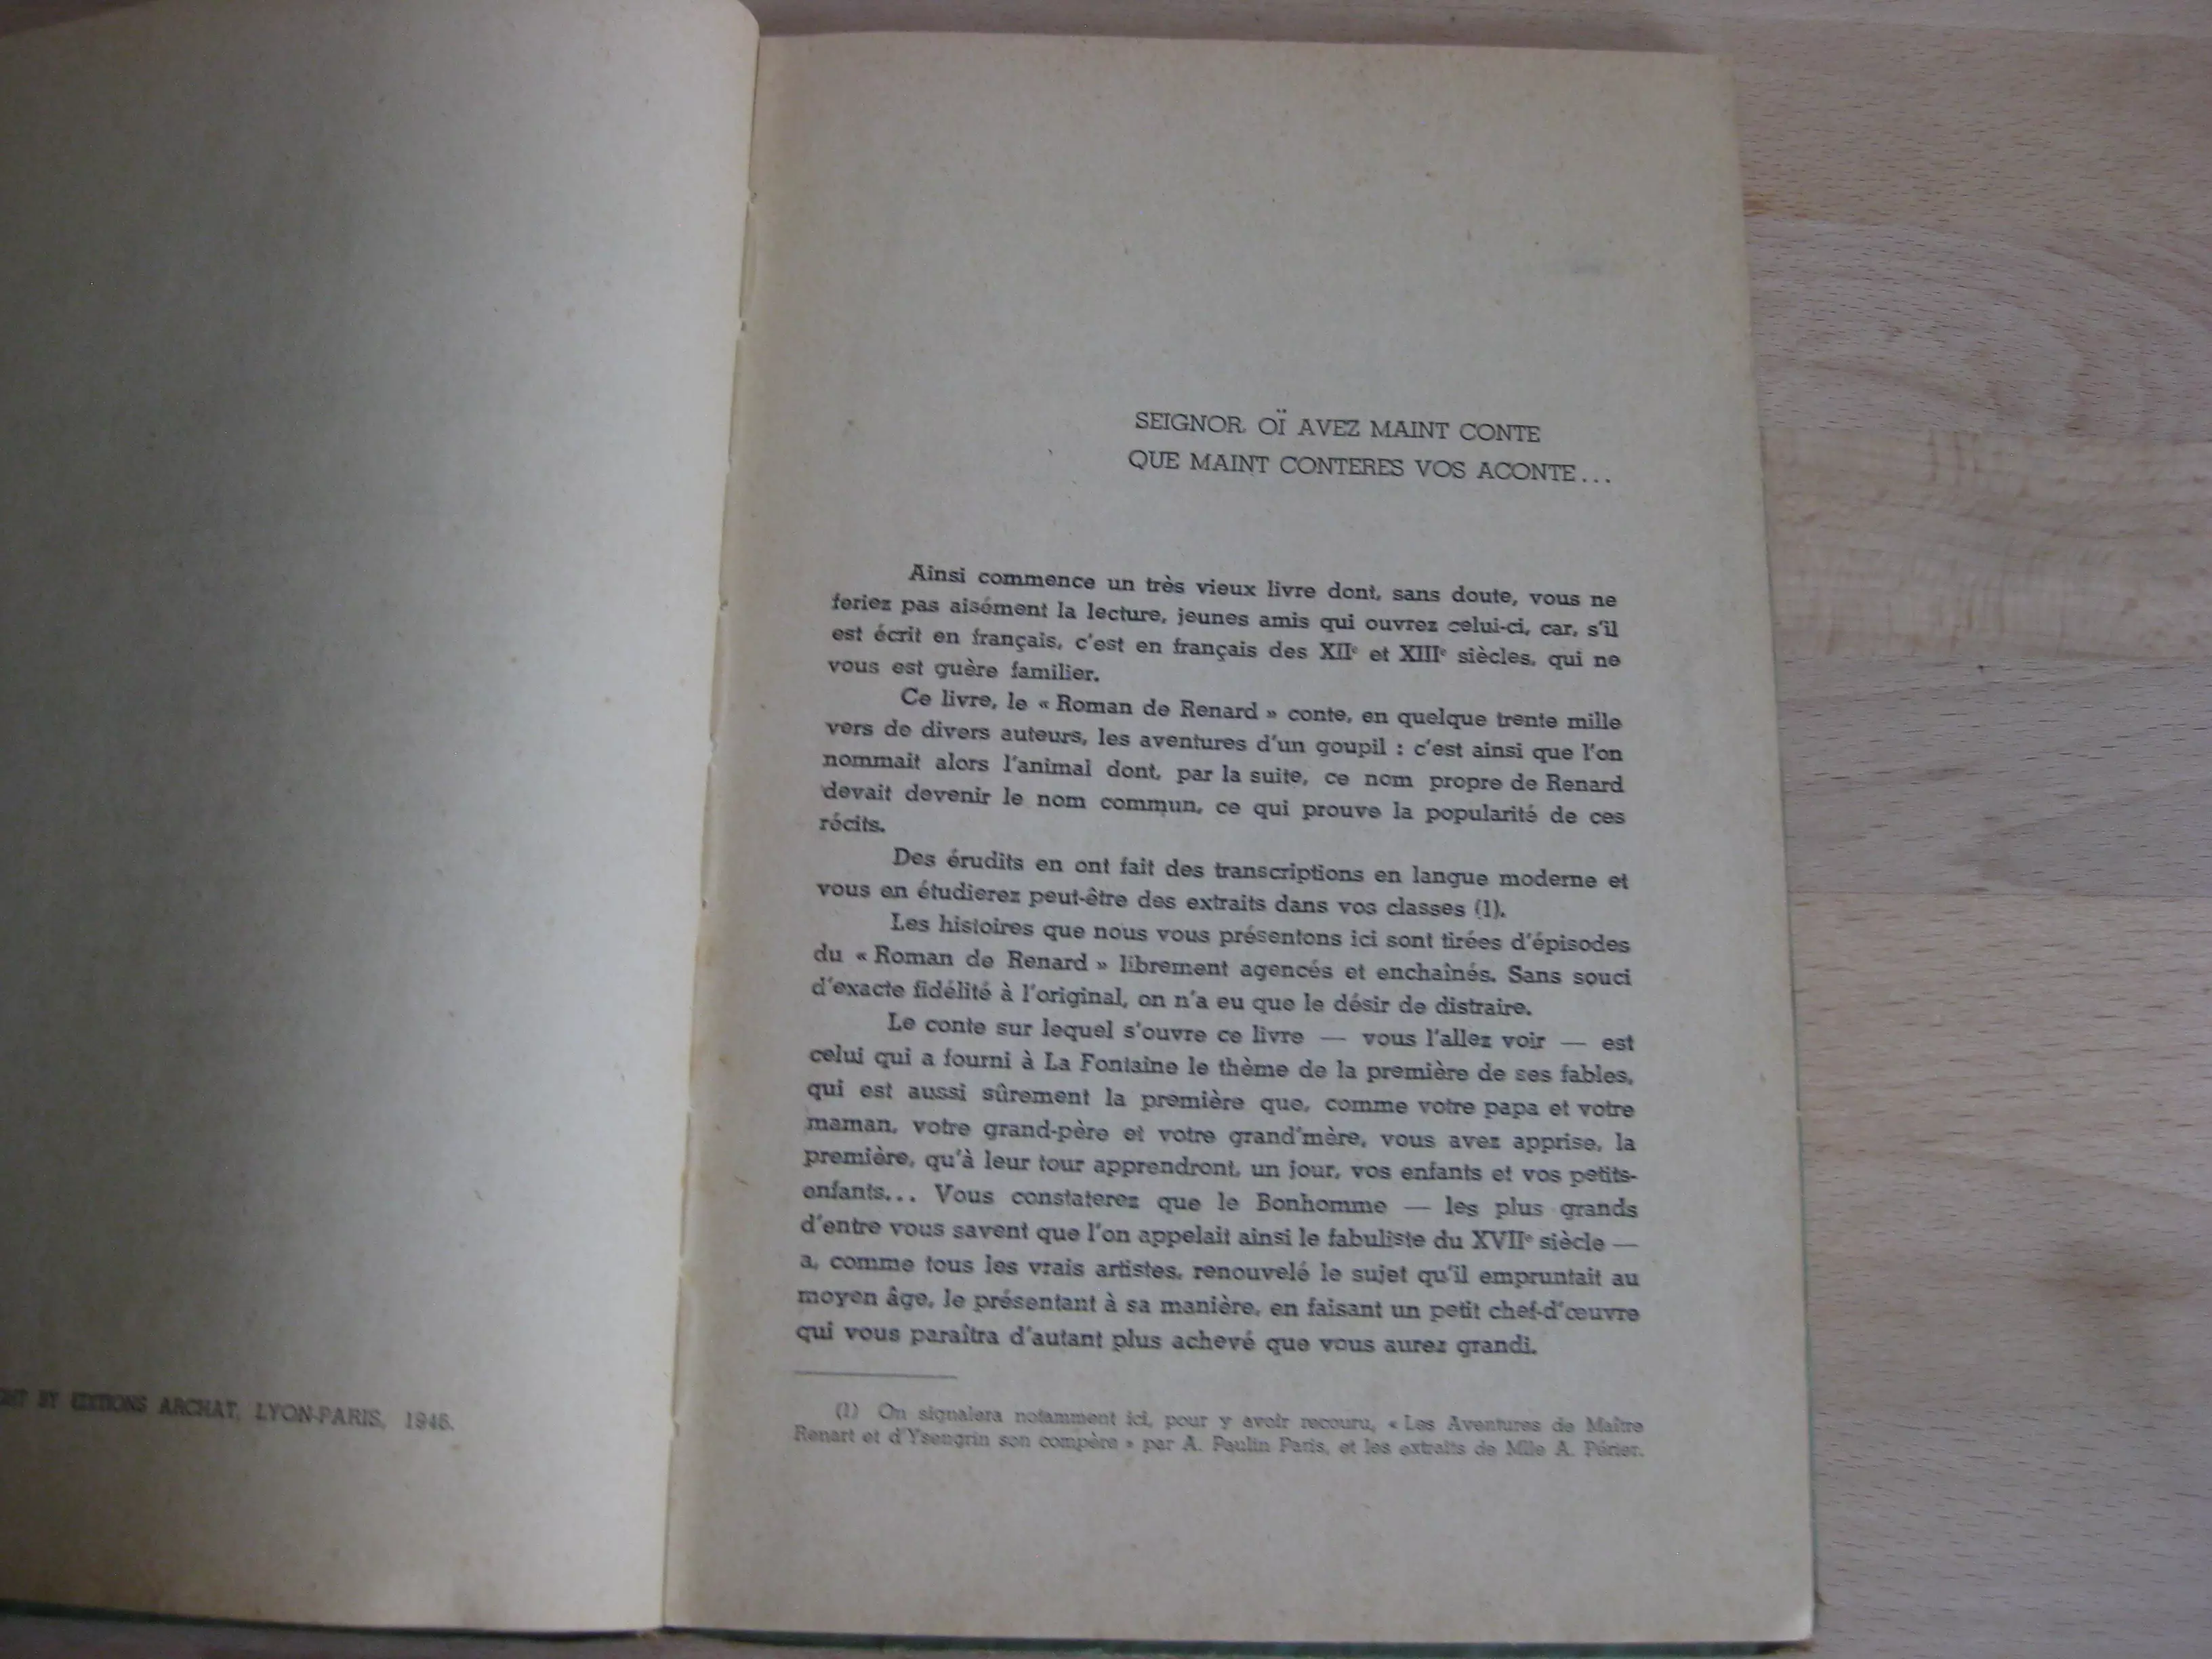 BY EDITIONS ARCHAT, LYON-PARIS,
SEIGNOR, OÏ AVEZ MAINT CONTE
QUE MAINT CONTERES VOS ACONTE...
Ainsi commence un très vieux livre dont, sans doute, vous ne
feriez pas aisément la lecture, jeunes amis qui ouvrez celui-ci, car, s'il
est écrit en français, c'est en français des XIIe et XIIIe siècles, qui ne
vous est guère familier.
Ce livre, le « Roman de Renard » conte, en quelque trente mille
vers de divers auteurs, les aventures d'un goupil : c'est ainsi que l'on
nommait alors l'animal dont, par la suite, ce nom propre de Renard
devait devenir le nom commun, ce qui prouve la popularité de ces
récits.
Des érudits en ont fait des transcriptions en langue moderne et
vous en étudierez peut-être des extraits dans vos classes (1).
Les histoires que nous vous présentons ici sont tirées d'épisodes
du « Roman de Renard » librement agencés et enchaînés. Sans souci
d'exacte fidélité à l'original, on n'a eu que le désir de distraire.
Le conte sur lequel s'ouvre ce livre — vous l'allez voir — est
celui qui a fourni à La Fontaine le thème de la première de ses fables,
qui est aussi sûrement la première que, comme votre papa et votre
maman, votre grand-père et votre grand'mère, vous avez apprise, la
première, qu'à leur tour apprendront, un jour, vos enfants et vos petits-
enfants... Vous constaterez que le Bonhomme — les plus grands
d'entre vous savent que l'on appelait ainsi le fabuliste du XVIIe siècle —
a, comme tous les vrais artistes, renouvelé le sujet qu'il empruntait au
moyen âge, le présentant à sa manière, en faisant un petit chef-d'œuvre
qui vous paraîtra d'autant plus achevé que vous aurez grandi.
(1) On signalera notamment ici, pour y avoir recouru, « Les Aventures de Maître
Renart et d'Ysengrin son compère » par A. Paulin Paris, et les extraits de Mlle A. Périer.